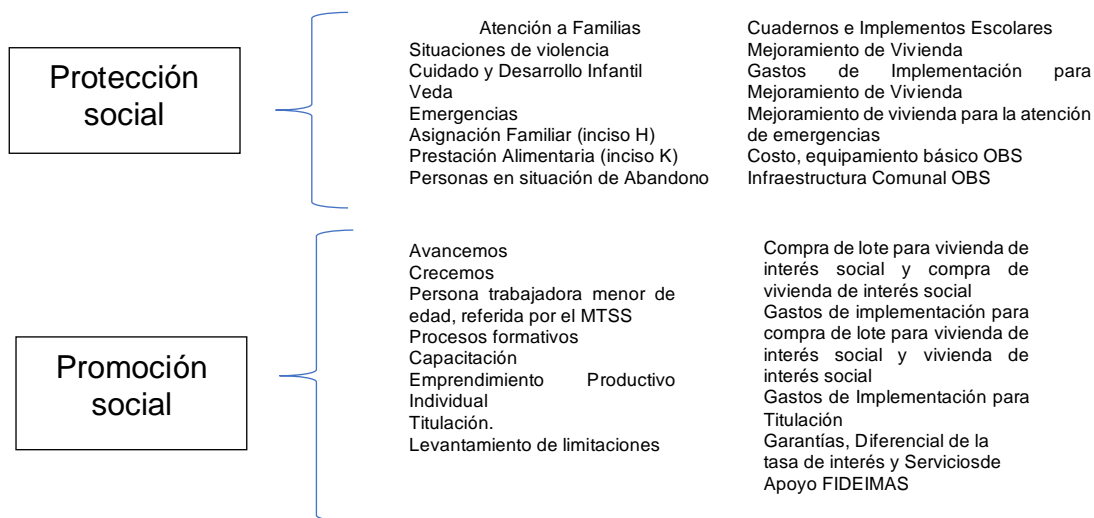 Protección
social
Atención a Familias
Situaciones de violencia
Cuidado y Desarrollo Infantil
Veda
Emergencias
Asignación Familiar (inciso H)
Prestación Alimentaria (inciso K)
Personas en situación de Abandono
Cuadernos e Implementos Escolares
Mejoramiento de Vivienda
Gastos de Implementación para
Mejoramiento de Vivienda
Mejoramiento de vivienda para la atención
de emergencias
Costo, equipamiento básico OBS
Infraestructura Comunal OBS
Promoción
social
Avancemos
Crecemos
Persona trabajadora menor de
edad, referida por el MTSS
Procesos formativos
Capacitación
Emprendimiento Productivo
Individual
Titulación.
Levantamiento de limitaciones
Compra de lote para vivienda de
interés social y compra de
vivienda de interés social
Gastos de implementación para
compra de lote para vivienda de
interés social y vivienda de
interés social
Gastos de Implementación para
Titulación
Garantías, Diferencial de la
tasa de interés y Serviciosde
Apoyo FIDEIMAS